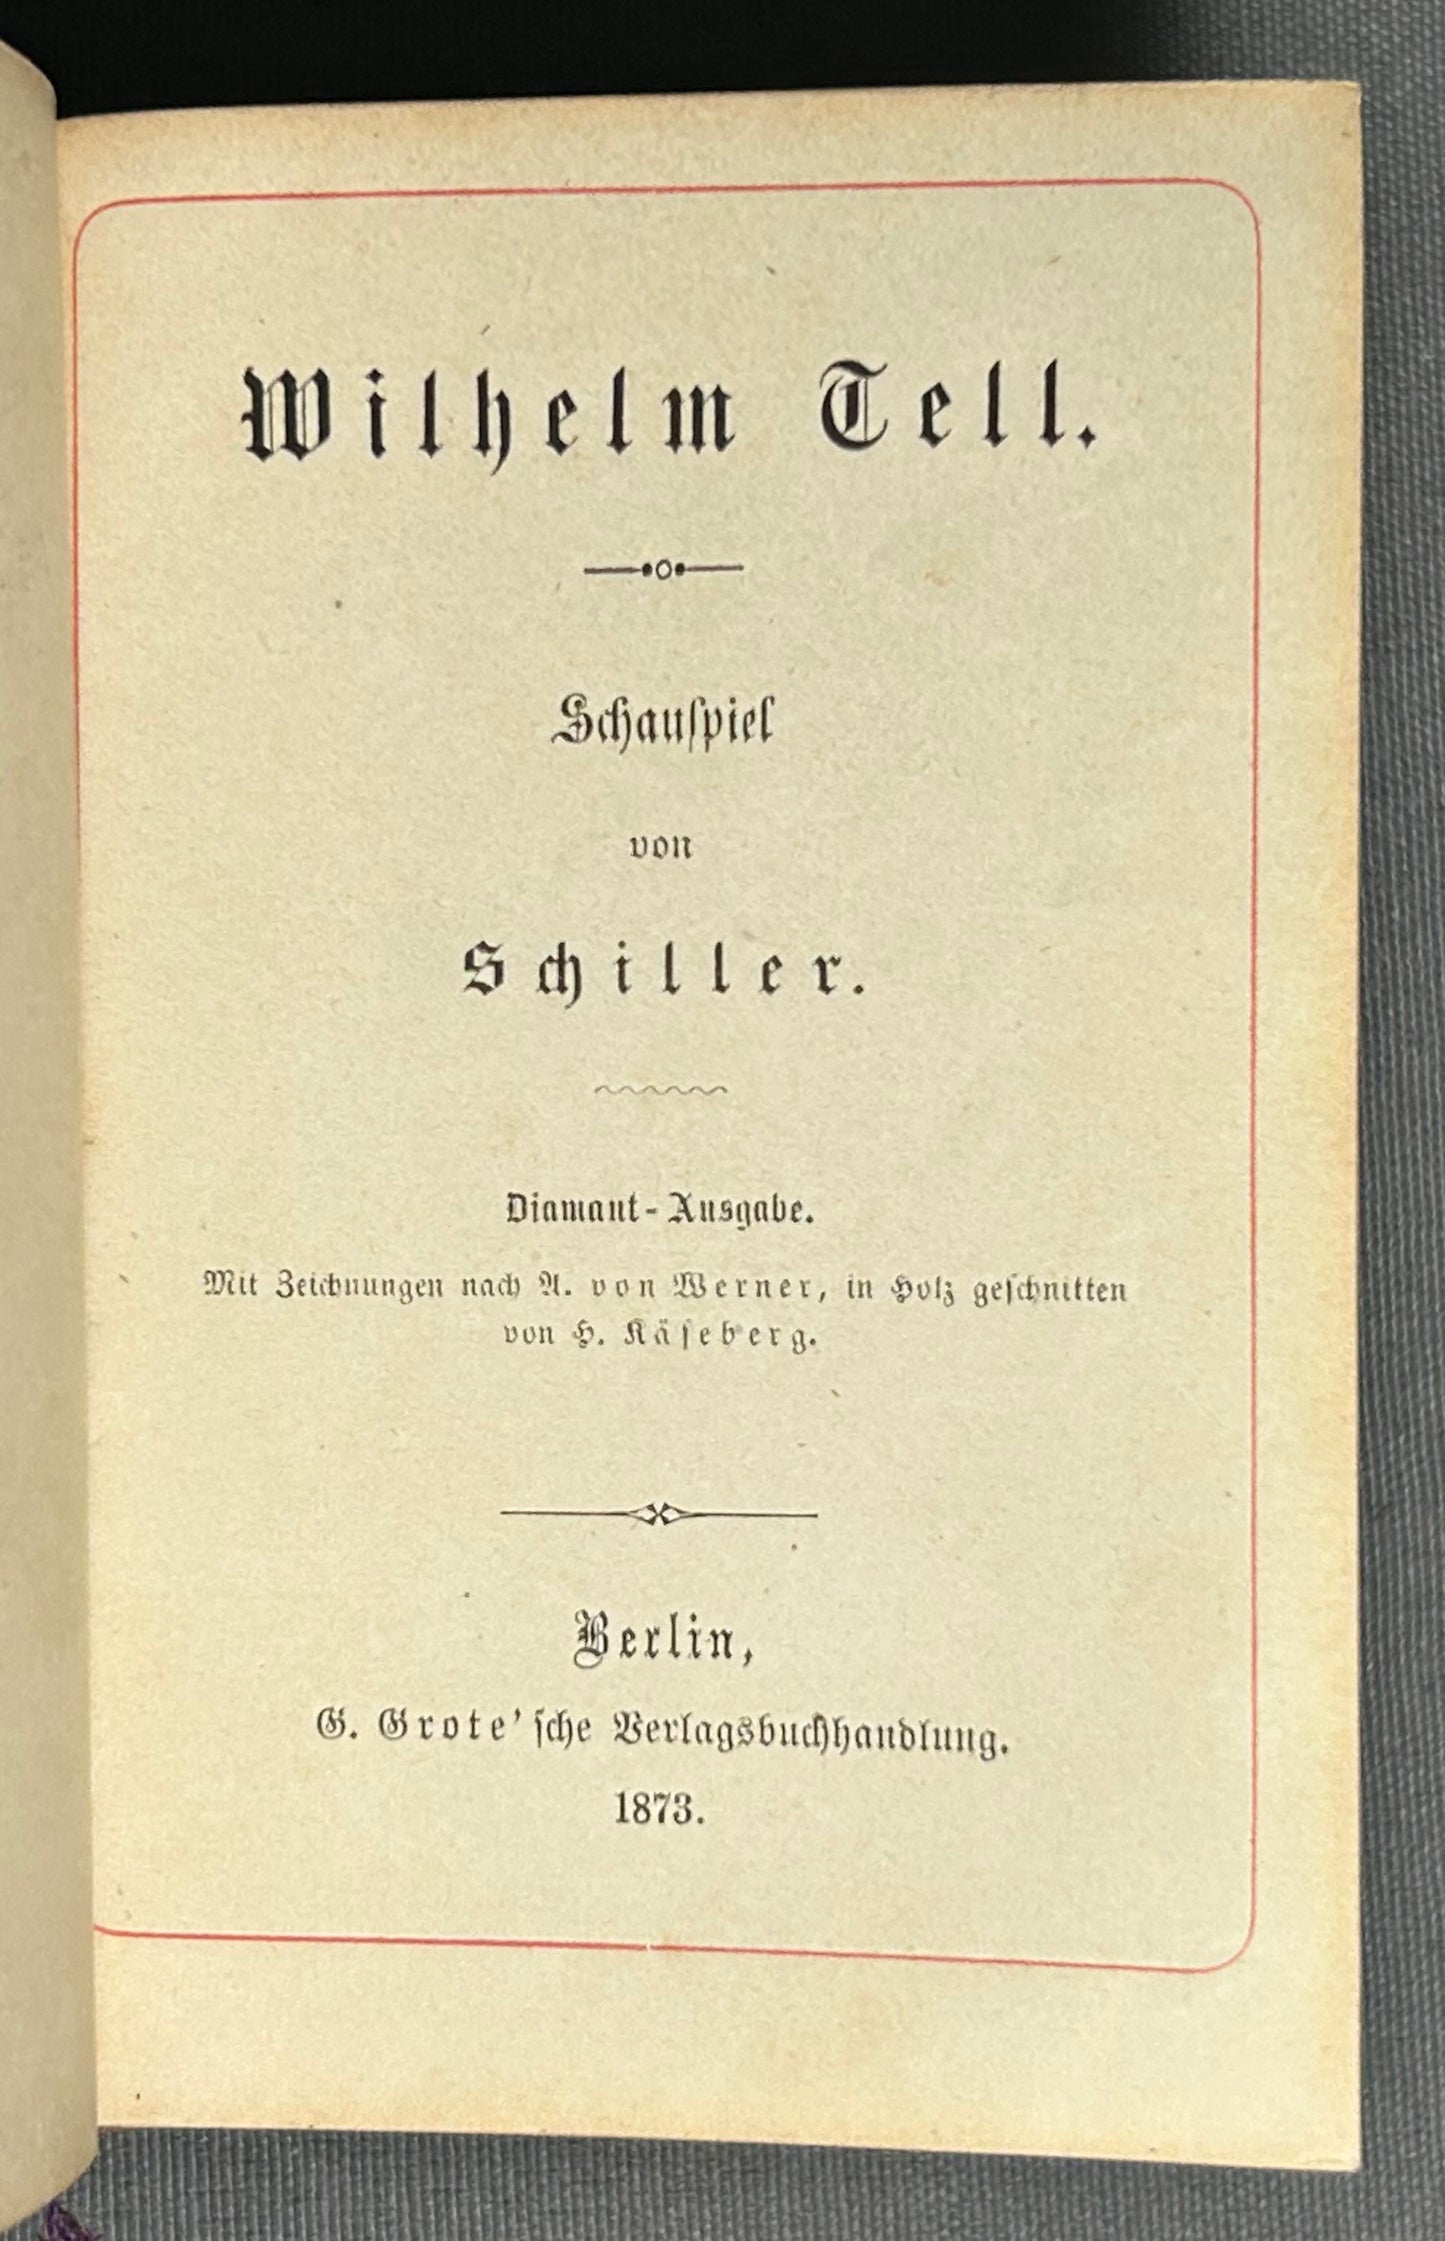 Wilhelm Tell.
Schauſpiel
von
Schiller.
Diamant-Ausgabe.
Mit Zeichnungen nach A. von Werner, in Holz geſchnitten
von H. Käſeberg.
Berlin,
G. Grote'ſche Verlagsbuchhandlung.
1873.